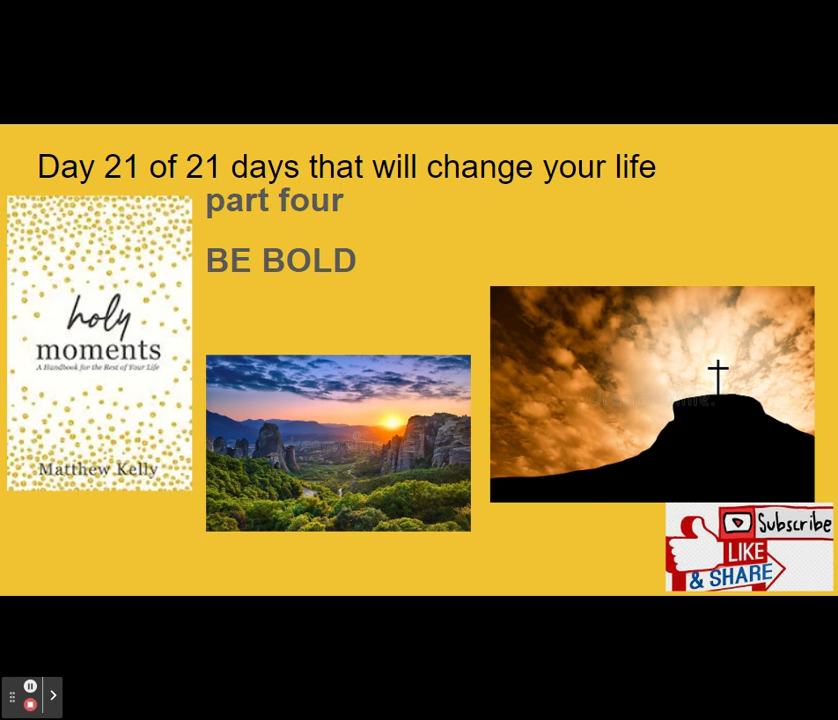 Day 21 of 21 days that will change your life
part four
BE BOLD
holy
moments
A Handbook for the Rest of Your Life
Matthew Kelly
Subscribe
LIKE
& SHARE